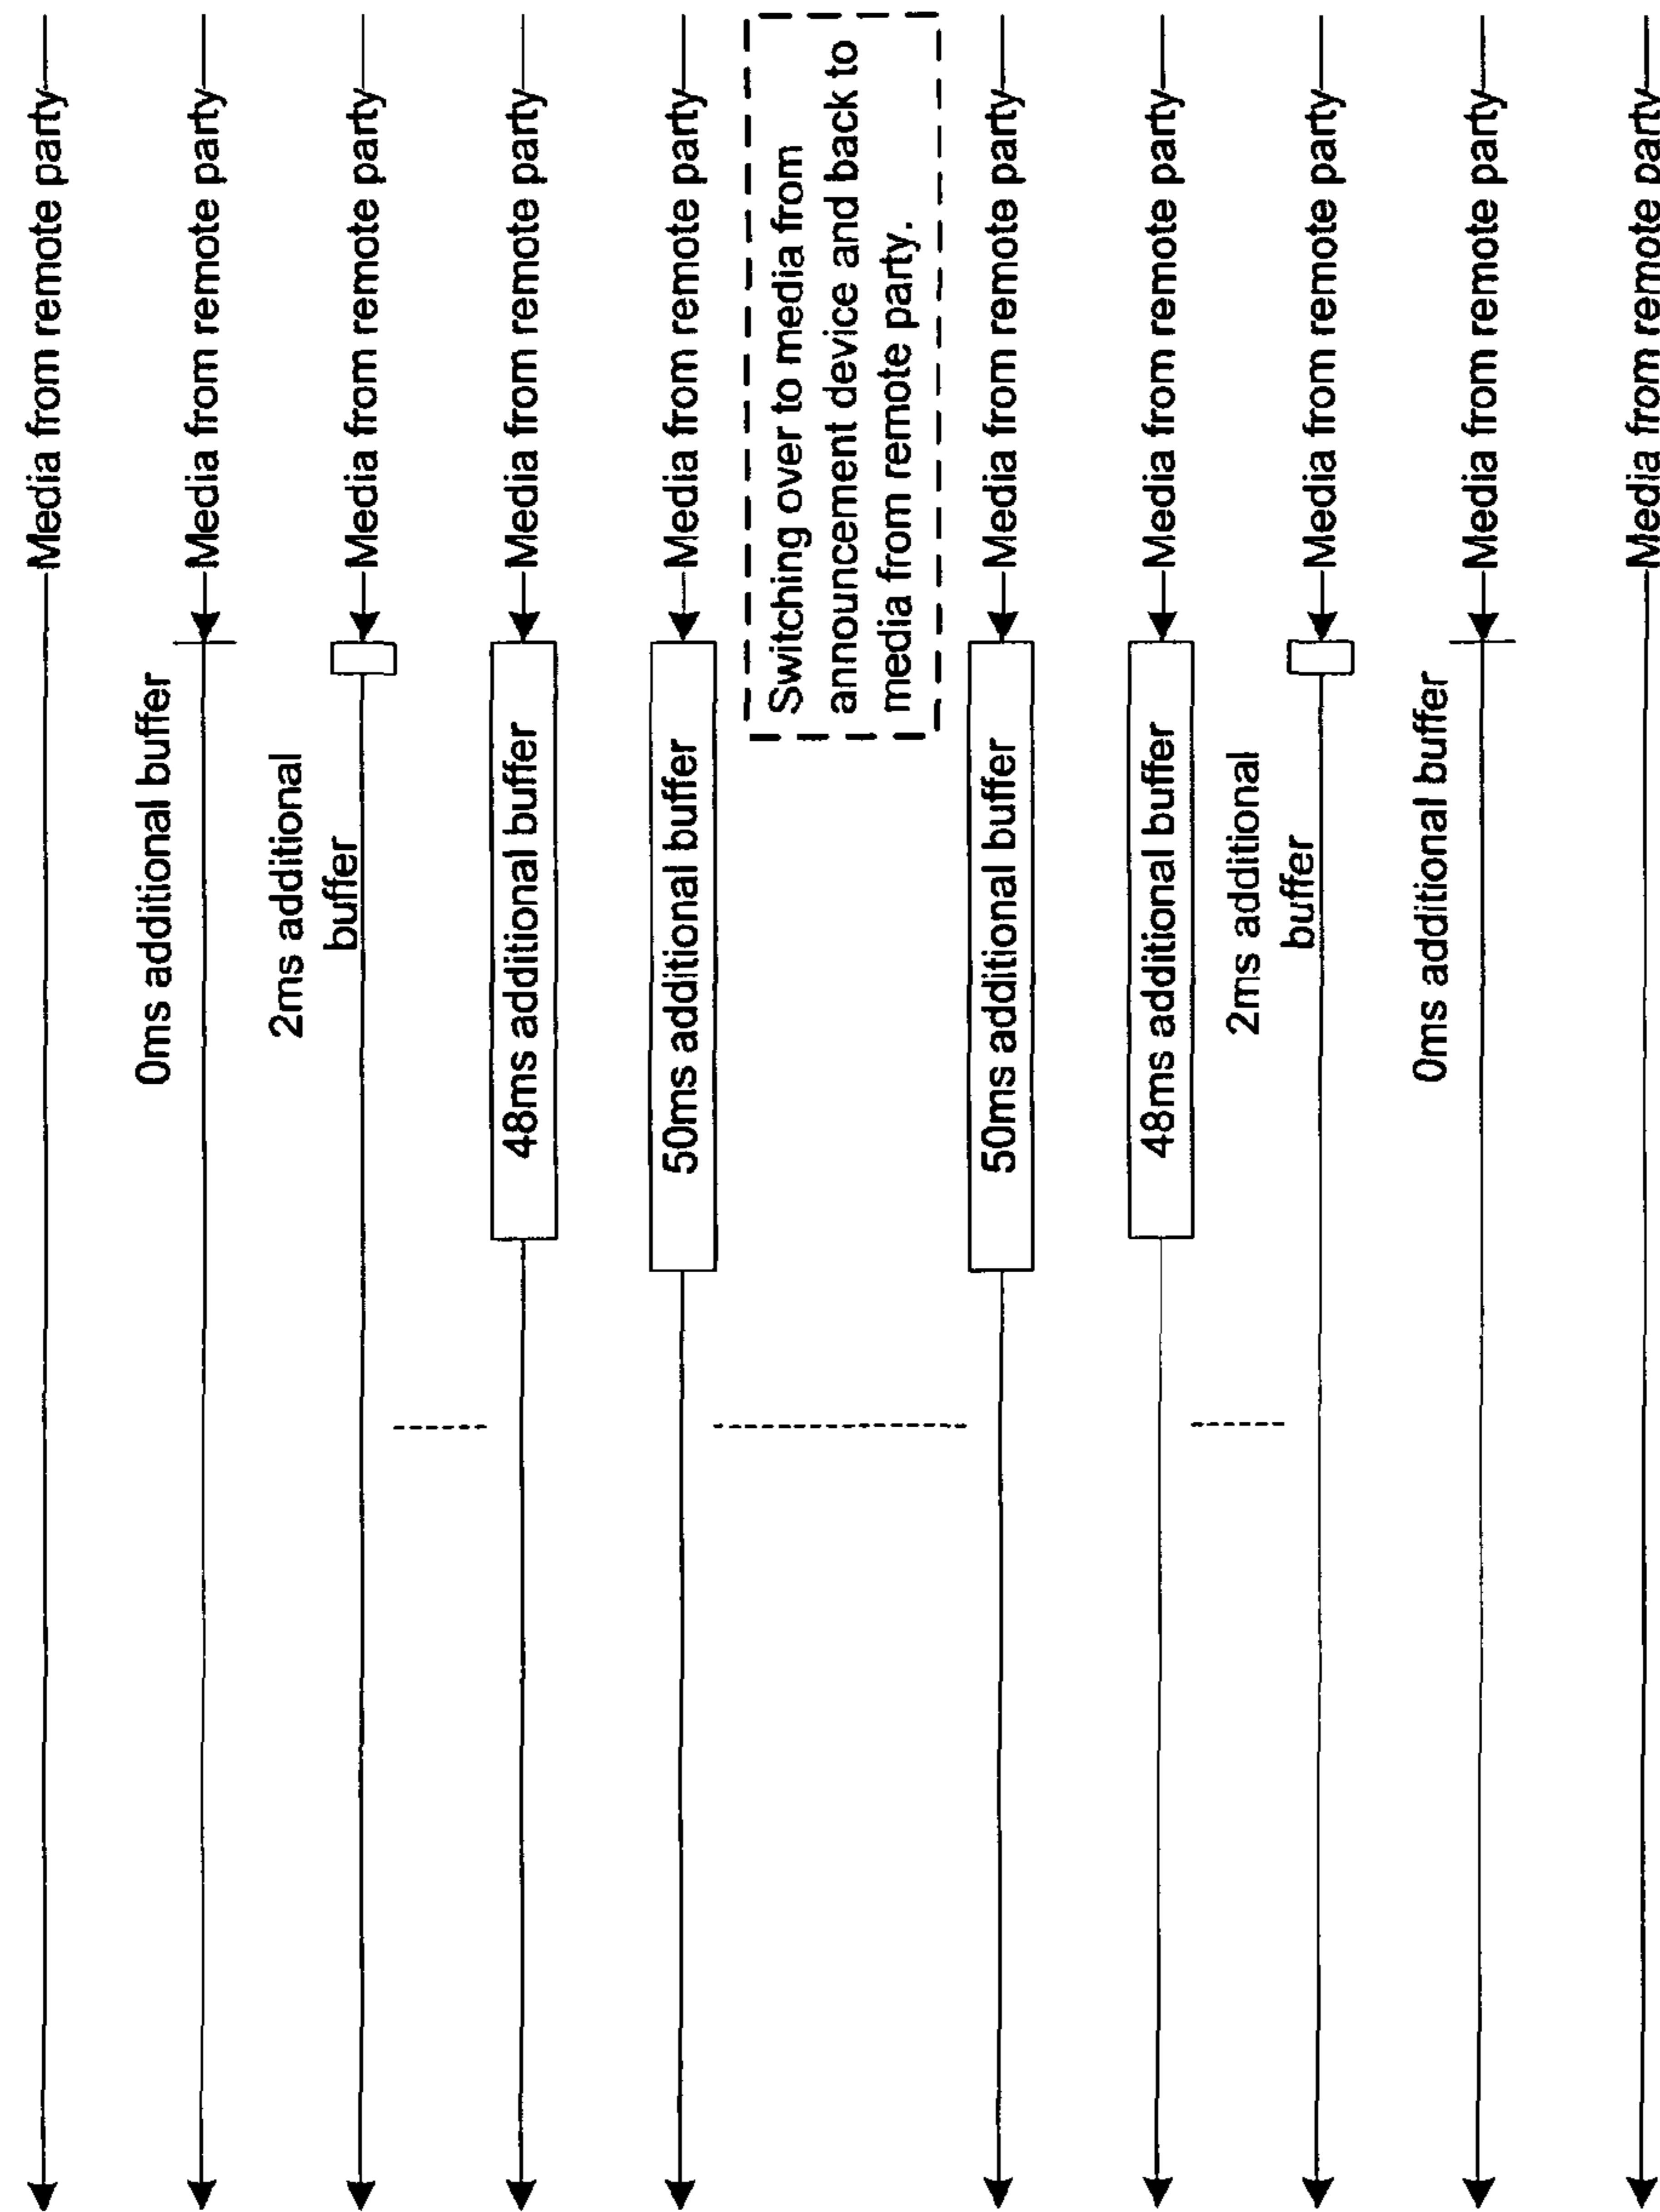 Media from remote party
0ms additional buffer
Media from remote party
2ms additional
buffer
Media from remote party
48ms additional buffer
Media from remote party
50ms additional buffer
Media from remote party
Switching over to media from
announcement device and back to
media from remote party.
50ms additional buffer
Media from remote party
48ms additional buffer
Media from remote party
2ms additional
buffer
Media from remote party
0ms additional buffer
Media from remote party
Media from remote party